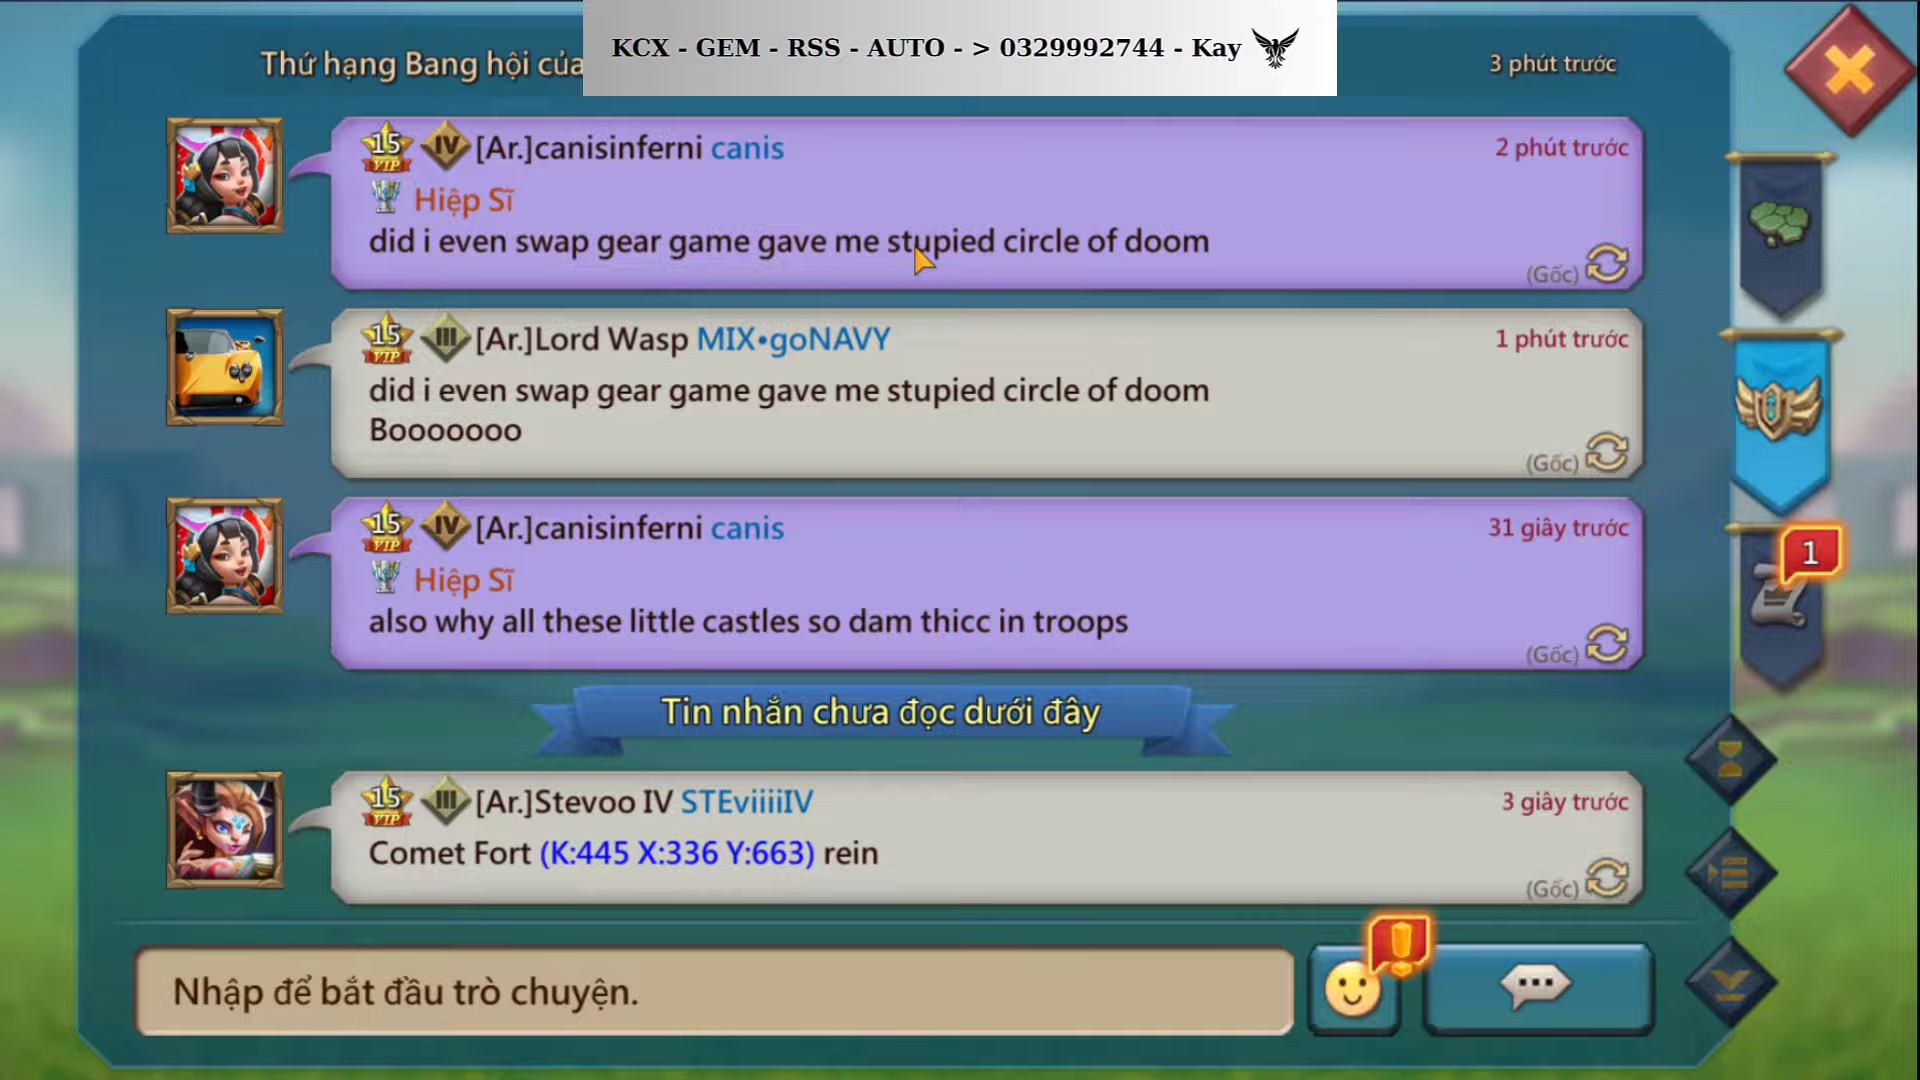 Thứ hạng Bang hội của
KCX - GEM - RSS - AUTO - > 0329992744 - Kay
3 phút trước
15 VIP IV [Ar.]canisinferni canis
2 phút trước
Hiệp Sĩ
did i even swap gear game gave me stupied circle of doom
(Gốc)
15 VIP III [Ar.]Lord Wasp MIX•goNAVY
1 phút trước
did i even swap gear game gave me stupied circle of doom
Booooooo
(Gốc)
15 VIP IV [Ar.]canisinferni canis
31 giây trước
Hiệp Sĩ
also why all these little castles so dam thicc in troops
(Gốc)
1
Tin nhắn chưa đọc dưới đây
15 VIP III [Ar.]Stevoo IV STEviiiiIV
3 giây trước
Comet Fort (K:445 X:336 Y:663) rein
(Gốc)
Nhập để bắt đầu trò chuyện.